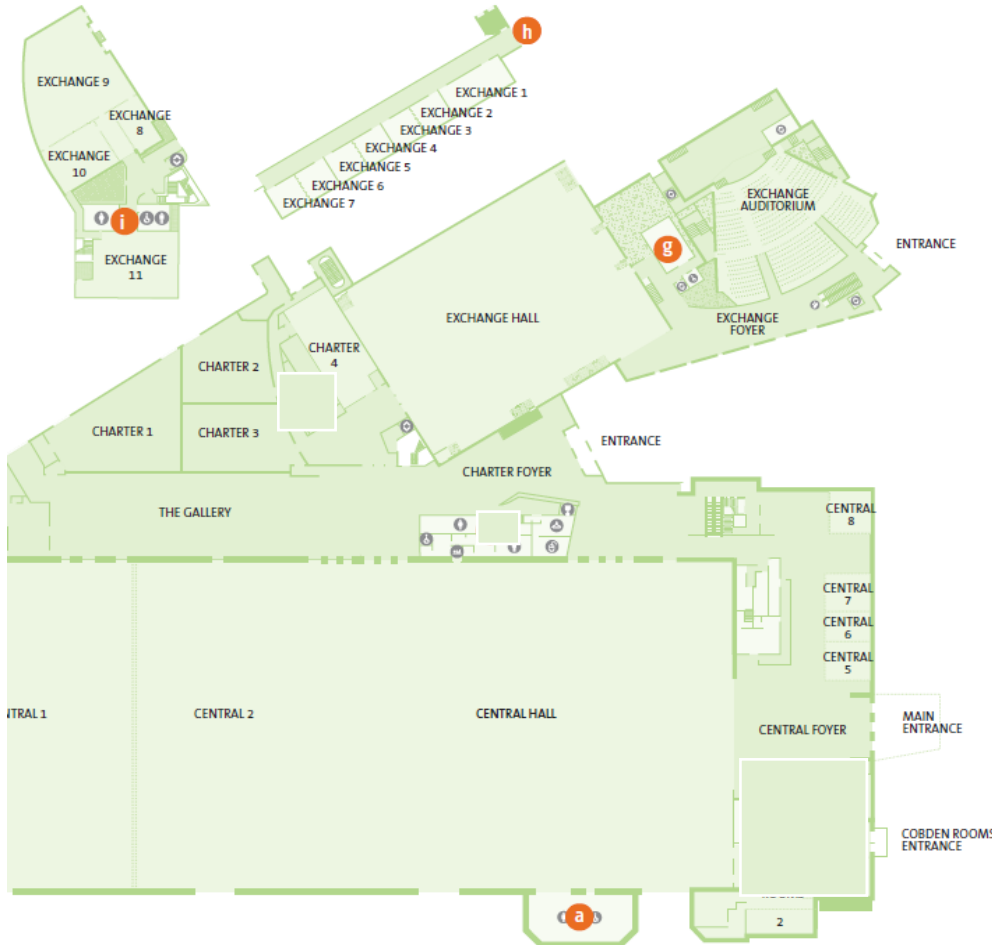 h
EXCHANGE 9
EXCHANGE 1
EXCHANGE
8
EXCHANGE 2
EXCHANGE 3
EXCHANGE 4
EXCHANGE
10
EXCHANGE 5
EXCHANGE 6
EXCHANGE 7
EXCHANGE
AUDITORIUM
i
g
ENTRANCE
EXCHANGE
11
EXCHANGE HALL
EXCHANGE
FOYER
CHARTER
4
CHARTER 2
CHARTER 1
CHARTER 3
ENTRANCE
CHARTER FOYER
THE GALLERY
CENTRAL
8
CENTRAL
7
CENTRAL
6
CENTRAL
5
NTRAL 1
CENTRAL 2
CENTRAL HALL
CENTRAL FOYER
MAIN
ENTRANCE
COBDEN ROOMS
ENTRANCE
a
2